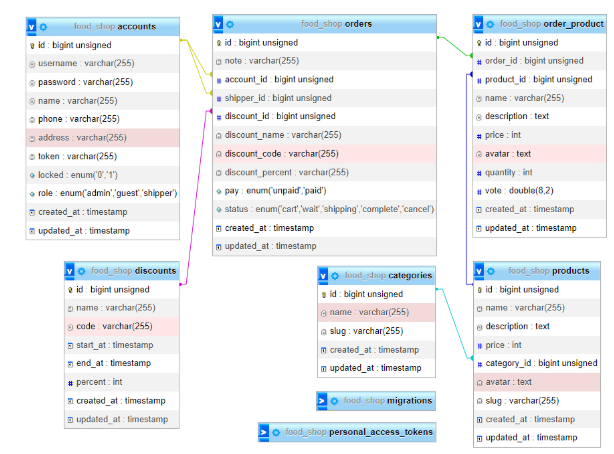 food_shop accounts
id : bigint unsigned
username : varchar(255)
password : varchar(255)
name : varchar(255)
phone : varchar(255)
address : varchar(255)
token : varchar(255)
locked : enum('0','1')
role : enum('admin','guest','shipper')
created_at : timestamp
updated_at : timestamp
food_shop orders
id : bigint unsigned
note : varchar(255)
account_id : bigint unsigned
shipper_id : bigint unsigned
discount_id : bigint unsigned
discount_name : varchar(255)
discount_code : varchar(255)
discount_percent : varchar(255)
pay : enum('unpaid','paid')
status : enum('cart','wait','shipping','complete','cancel')
created_at : timestamp
updated_at : timestamp
food_shop order_product
id : bigint unsigned
order_id : bigint unsigned
product_id : bigint unsigned
name : varchar(255)
description : text
price : int
avatar : text
quantity : int
vote : double(8,2)
created_at : timestamp
updated_at : timestamp
food_shop discounts
id : bigint unsigned
name : varchar(255)
code : varchar(255)
start_at : timestamp
end_at : timestamp
percent : int
created_at : timestamp
updated_at : timestamp
food_shop categories
id : bigint unsigned
name : varchar(255)
slug : varchar(255)
created_at : timestamp
updated_at : timestamp
food_shop products
id : bigint unsigned
name : varchar(255)
description : text
price : int
category_id : bigint unsigned
avatar : text
slug : varchar(255)
created_at : timestamp
updated_at : timestamp
food_shop migrations
food_shop personal_access_tokens